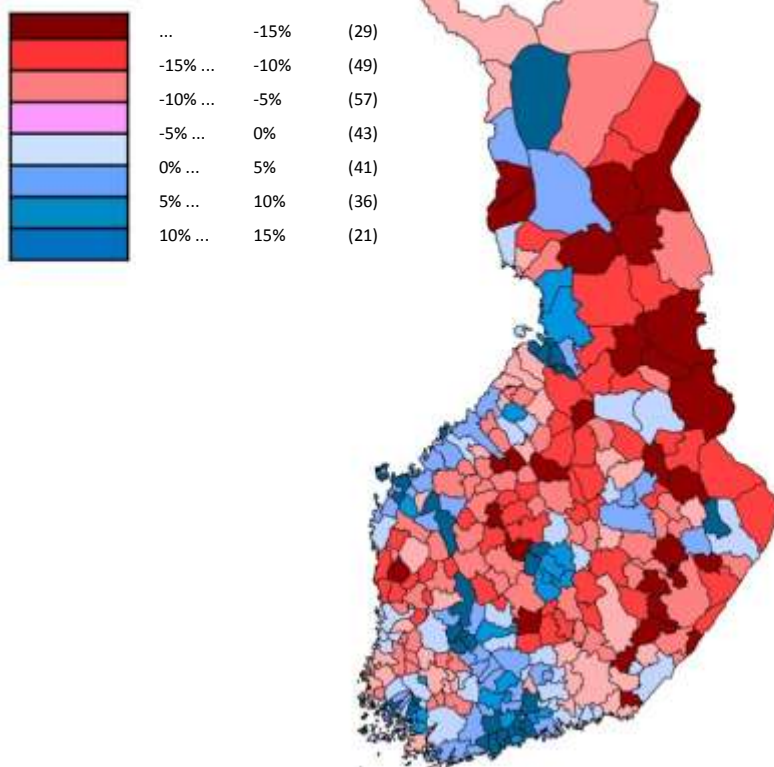 ... -15% (29)
-15% ... -10% (49)
-10% ... -5% (57)
-5% ... 0% (43)
0% ... 5% (41)
5% ... 10% (36)
10% ... 15% (21)